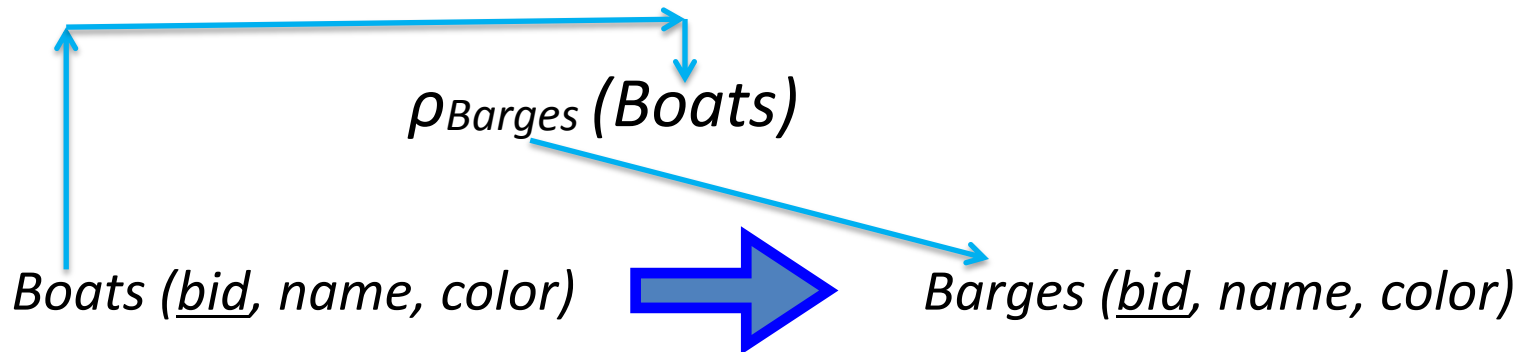 ρBarges (Boats)
Boats (bid, name, color)
Barges (bid, name, color)